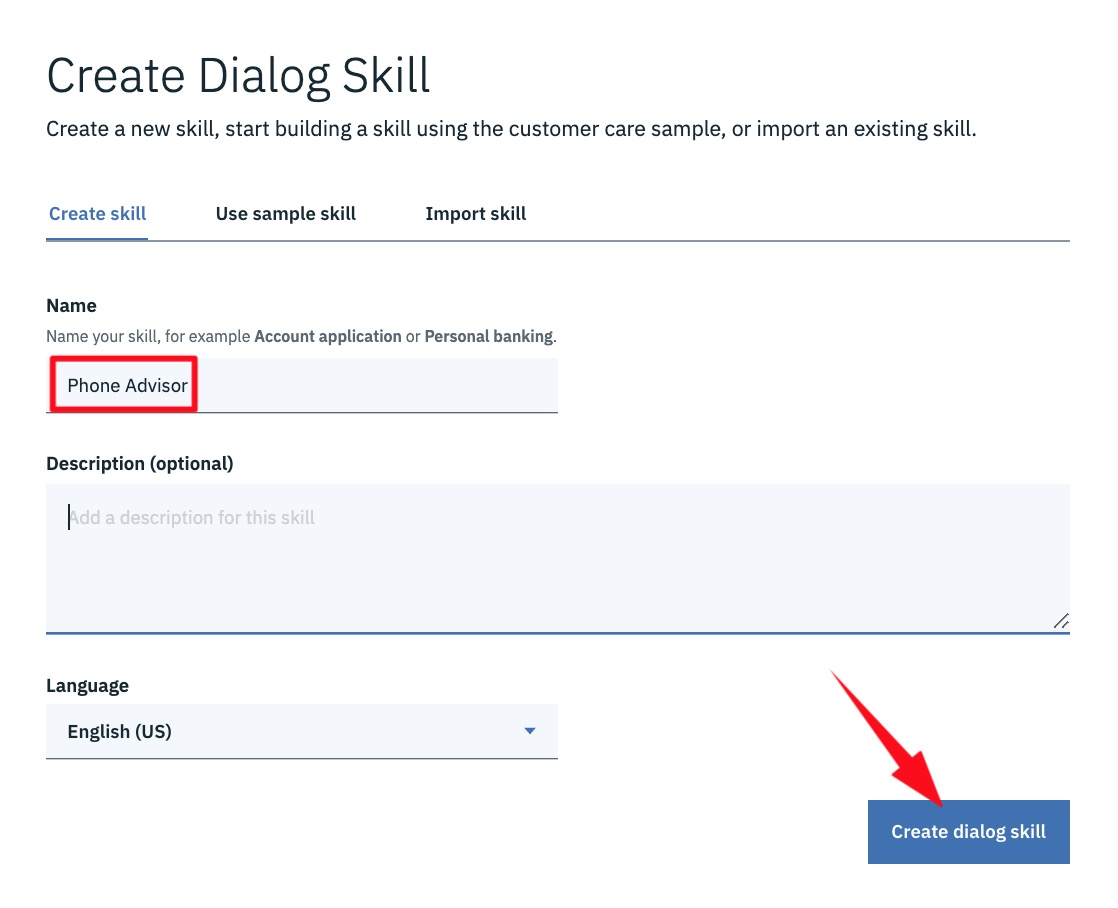 Create Dialog Skill
Create a new skill, start building a skill using the customer care sample, or import an existing skill.
Create skill
Use sample skill
Import skill
Name
Name your skill, for example Account application or Personal banking.
Phone Advisor
Description (optional)
Add a description for this skill
Language
English (US)
Create dialog skill